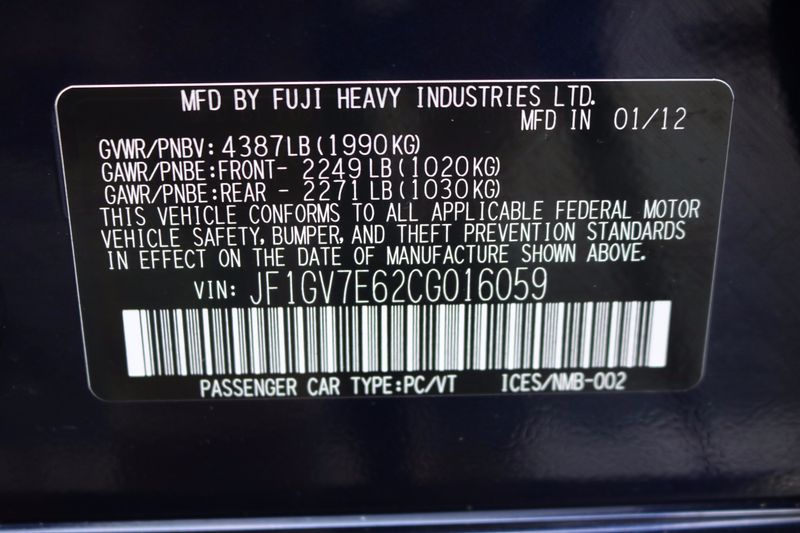 MFD BY FUJI HEAVY INDUSTRIES LTD.
MFD IN 01/12
GVWR/PNBV: 4387LB(1990KG)
GAWR/PNBE:FRONT- 2249LB(1020KG)
GAWR/PNBE:REAR - 2271LB(1030KG)
THIS VEHICLE CONFORMS TO ALL APPLICABLE FEDERAL MOTOR
VEHICLE SAFETY, BUMPER, AND THEFT PREVENTION STANDARDS
IN EFFECT ON THE DATE OF MANUFACTURE SHOWN ABOVE.
VIN: JF1GV7E62CG016059
PASSENGER CAR TYPE:PC/VT ICES/NMB-002